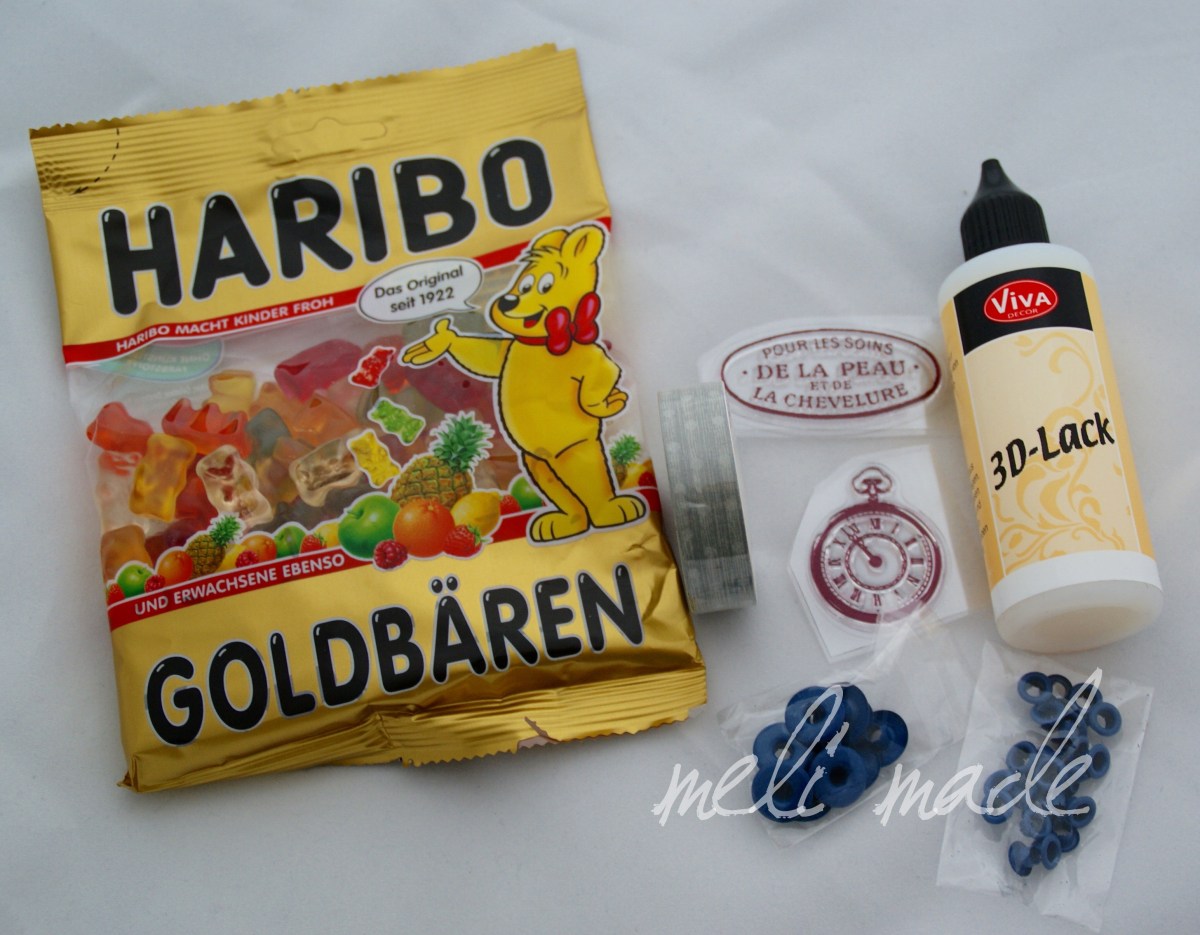 HARIBO
HARIBO MACHT KINDER FROH
Das Original
seit 1922
UND ERWACHSENE EBENSO
GOLDBÄREN
POUR LES SOINS
· DE LA PEAU ·
ET DE
LA CHEVELURE
VIVA
DECOR
3D-Lack
meli made